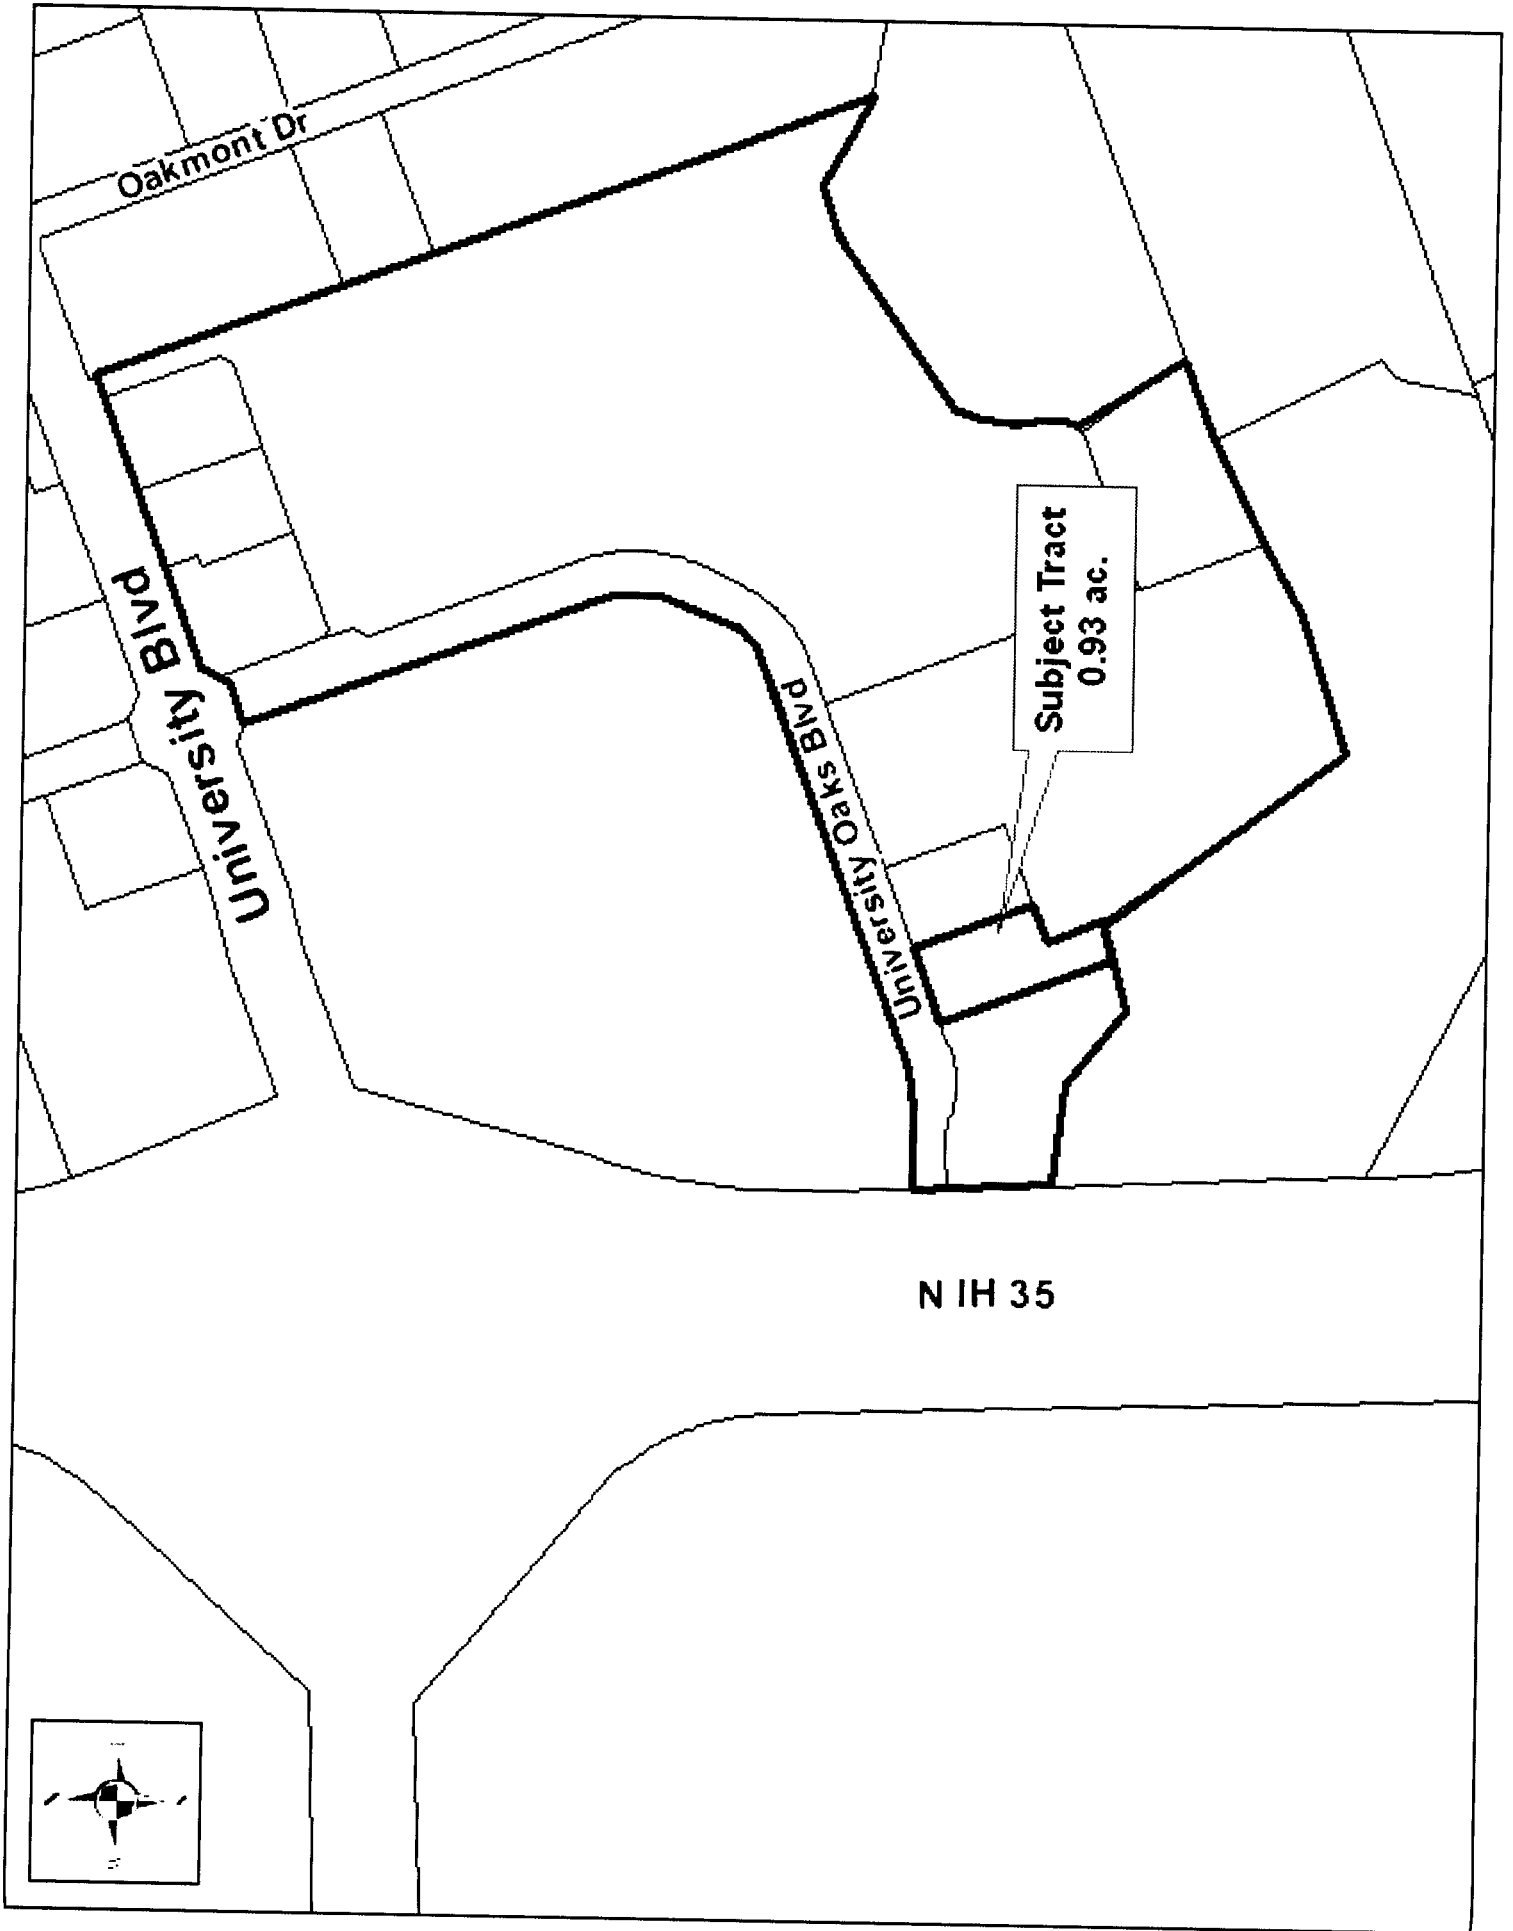 Oakmont Dr
University Blvd
University Oaks Blvd
Subject Tract
0.93 ac.
N IH 35